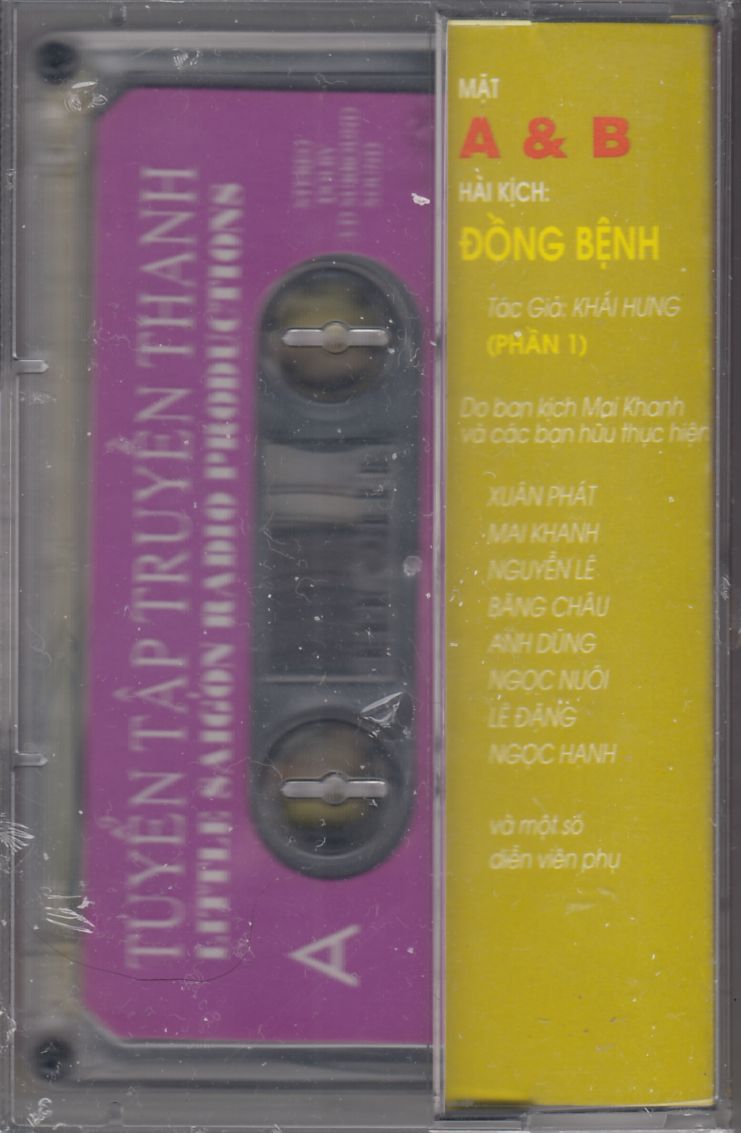 TUYỂN TẬP TRUYỀN THANH
LITTLE SAIGON RADIO PRODUCTIONS
A
MẶT
A & B
HÀI KỊCH:
ĐỒNG BỆNH
Tác Giả: KHÁI HƯNG
(PHẦN 1)
Do ban kịch Mai Khanh
và các bạn hữu thực hiện
XUÂN PHÁT
MAI KHANH
NGUYỄN LÊ
BĂNG CHÂU
ANH DŨNG
NGỌC NUÔI
LÊ ĐẶNG
NGỌC HẠNH
và một số
diễn viên phụ